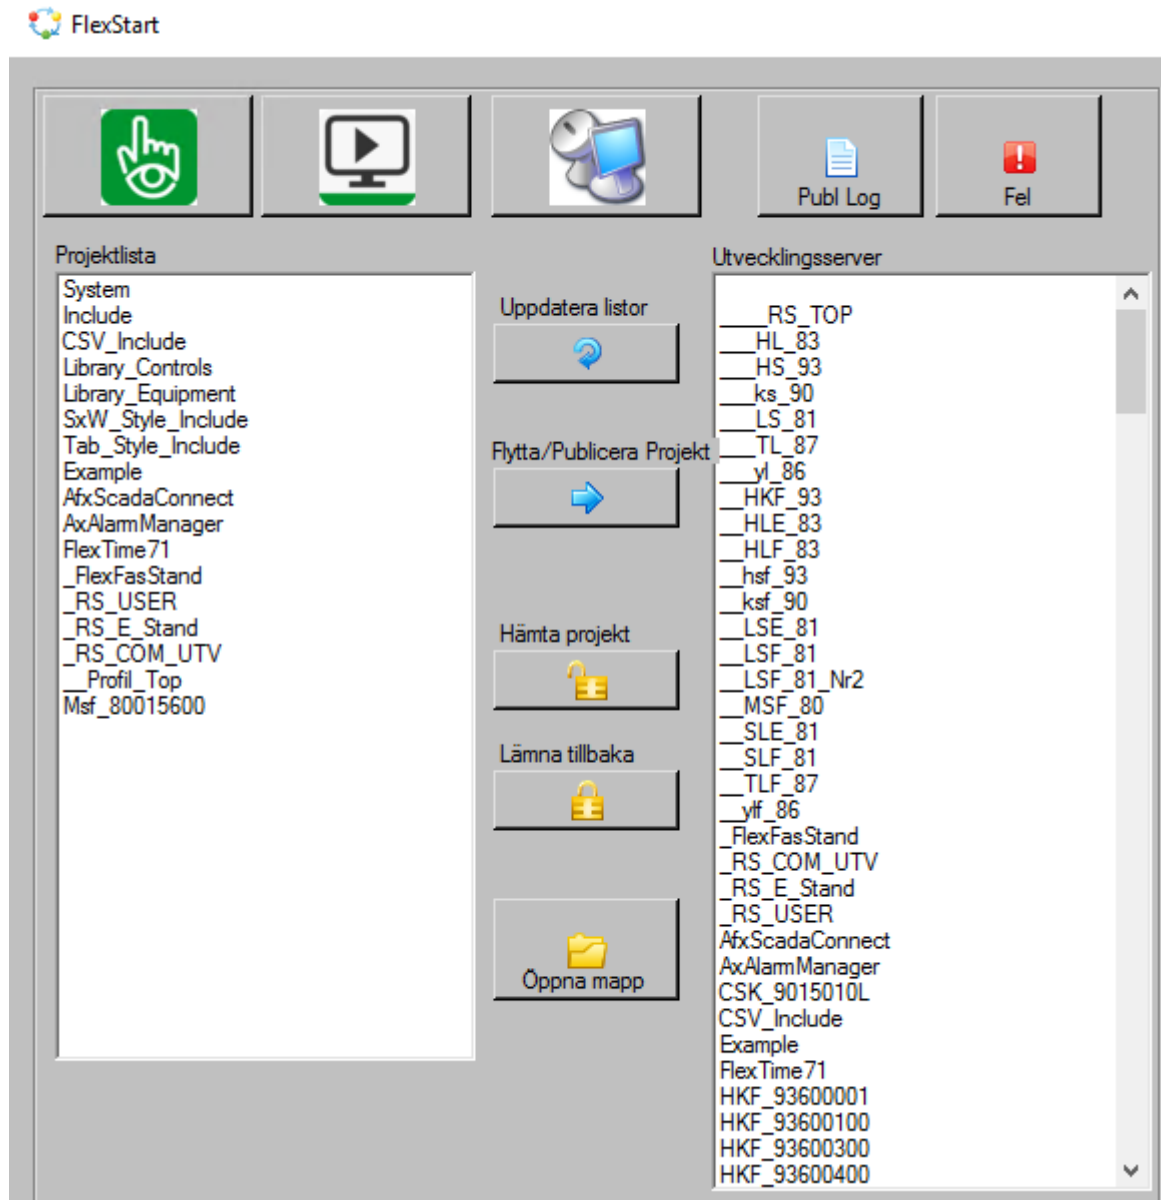 FlexStart
Publ Log
Fel
Projektlista
System
Include
CSV_Include
Library_Controls
Library_Equipment
SxW_Style_Include
Tab_Style_Include
Example
AfxScadaConnect
AxAlarmManager
FlexTime71
_FlexFasStand
_RS_USER
_RS_E_Stand
_RS_COM_UTV
__Profil_Top
Msf_80015600
Uppdatera listor
Flytta/Publicera Projekt
Hämta projekt
Lämna tillbaka
Öppna mapp
Utvecklingsserver
____RS_TOP
___HL_83
___HS_93
___ks_90
___LS_81
___TL_87
___yl_86
__HKF_93
__HLE_83
__HLF_83
__hsf_93
__ksf_90
__LSE_81
__LSF_81
__LSF_81_Nr2
__MSF_80
__SLE_81
__SLF_81
__TLF_87
__ylf_86
_FlexFasStand
_RS_COM_UTV
_RS_E_Stand
_RS_USER
AfxScadaConnect
AxAlarmManager
CSK_9015010L
CSV_Include
Example
FlexTime71
HKF_93600001
HKF_93600100
HKF_93600300
HKF_93600400